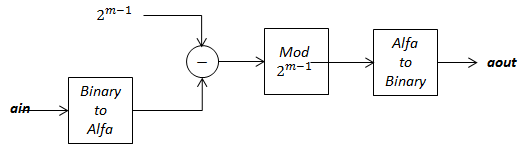 2^{m-1}
ain
Binary
to
Alfa
−
Mod
2^{m-1}
Alfa
to
Binary
aout